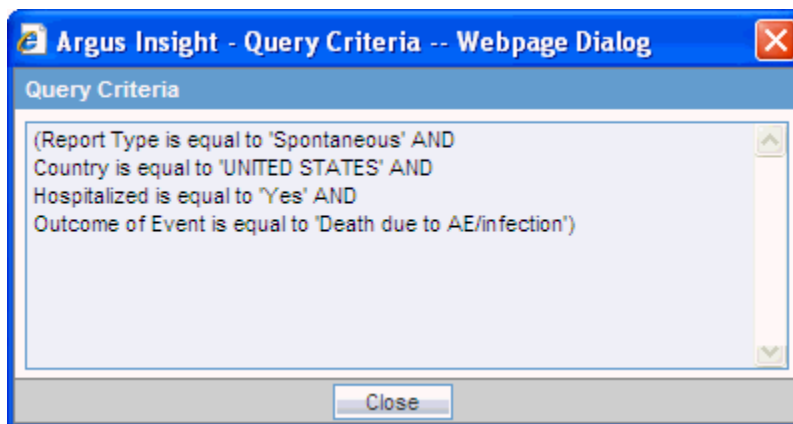 Argus Insight - Query Criteria -- Webpage Dialog
Query Criteria
(Report Type is equal to 'Spontaneous' AND
Country is equal to 'UNITED STATES' AND
Hospitalized is equal to 'Yes' AND
Outcome of Event is equal to 'Death due to AE/infection')
Close